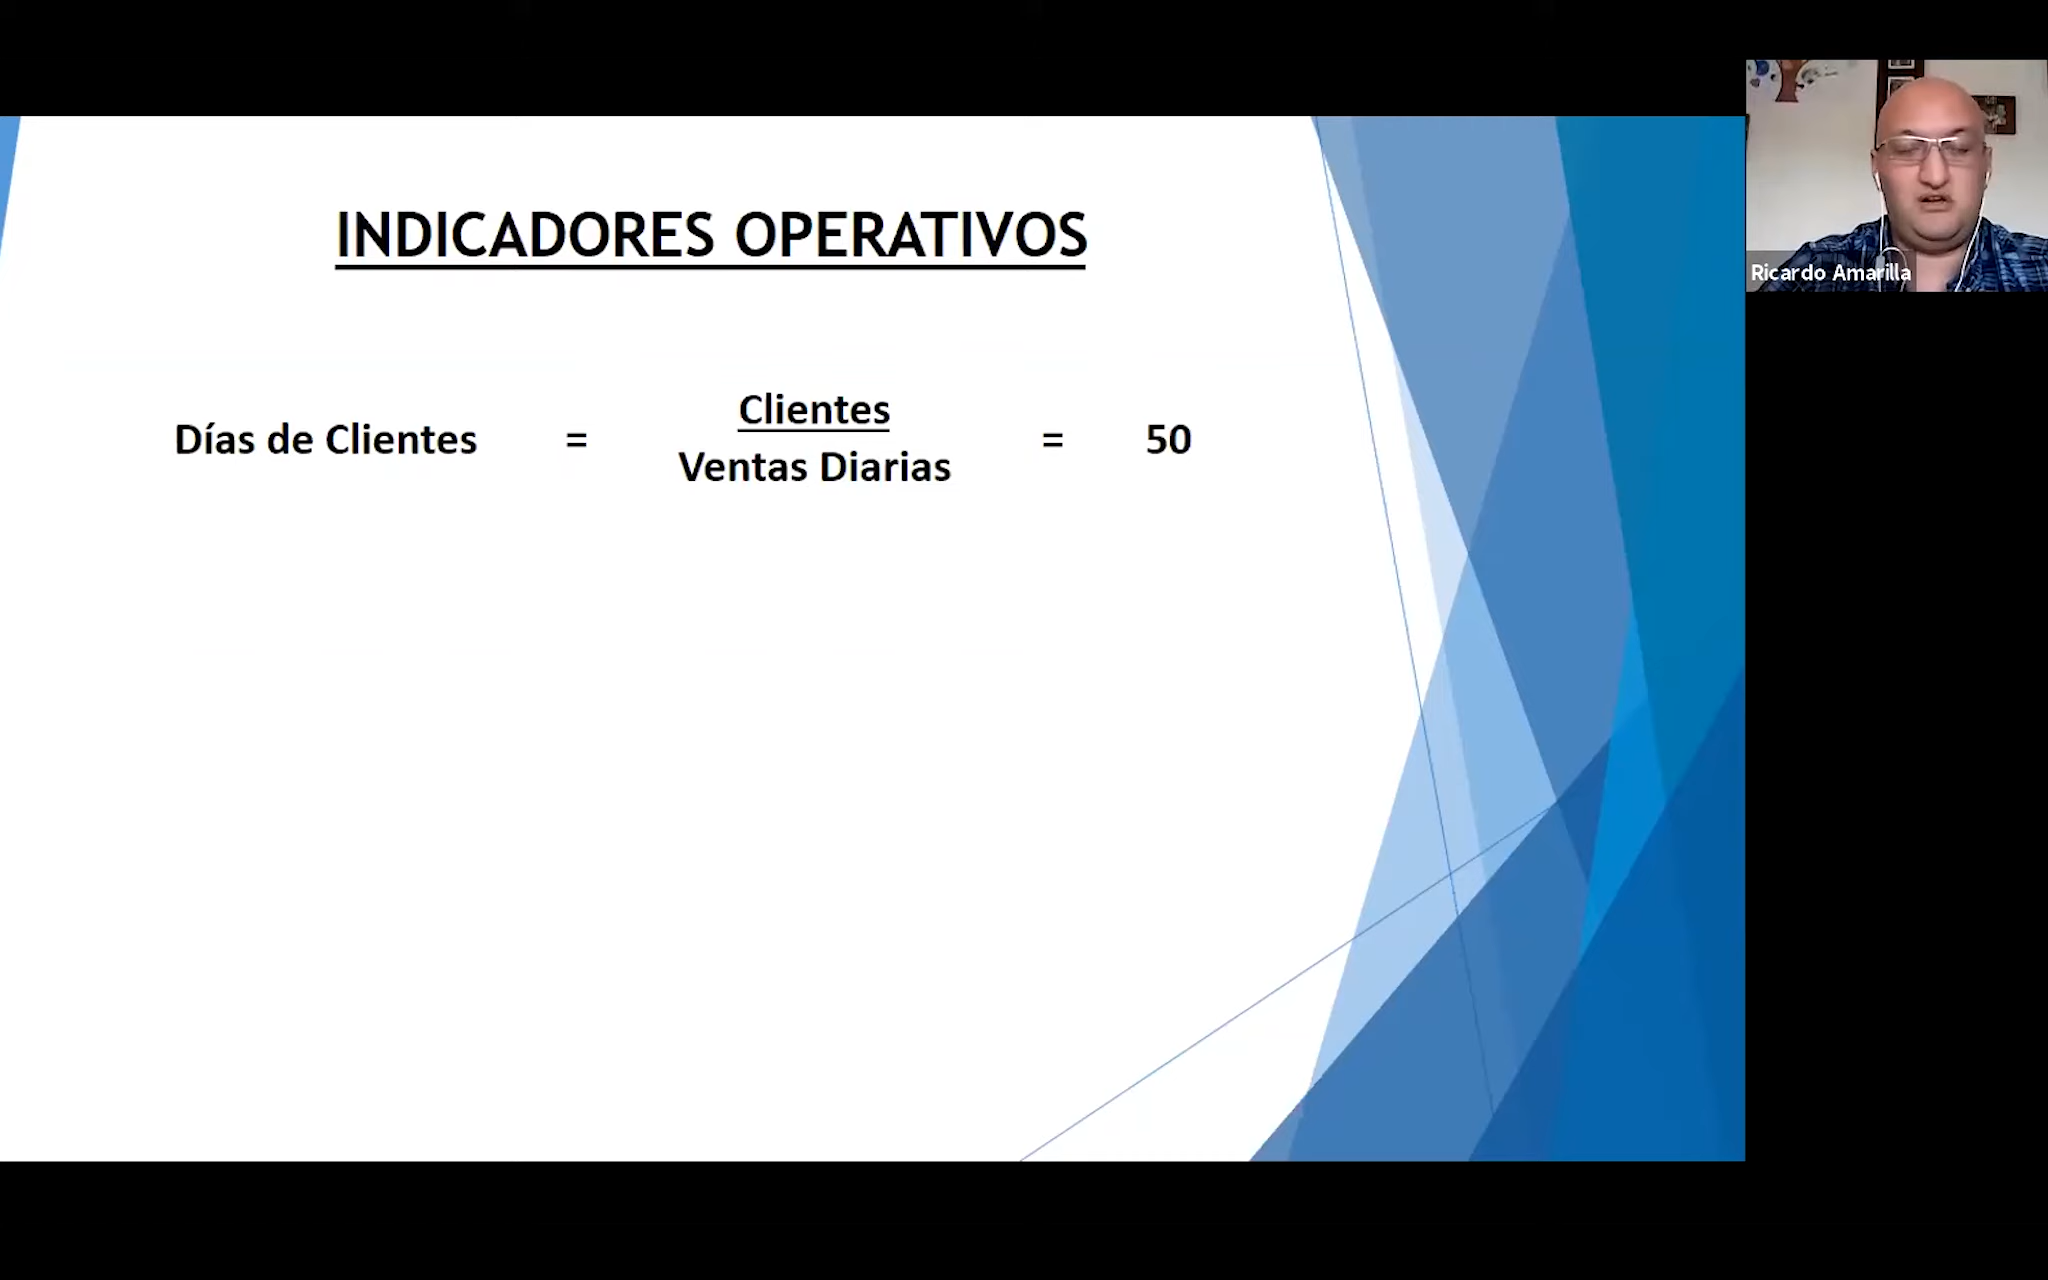 INDICADORES OPERATIVOS
Días de Clientes = Clientes = 50
Ventas Diarias
Ricardo Amarilla